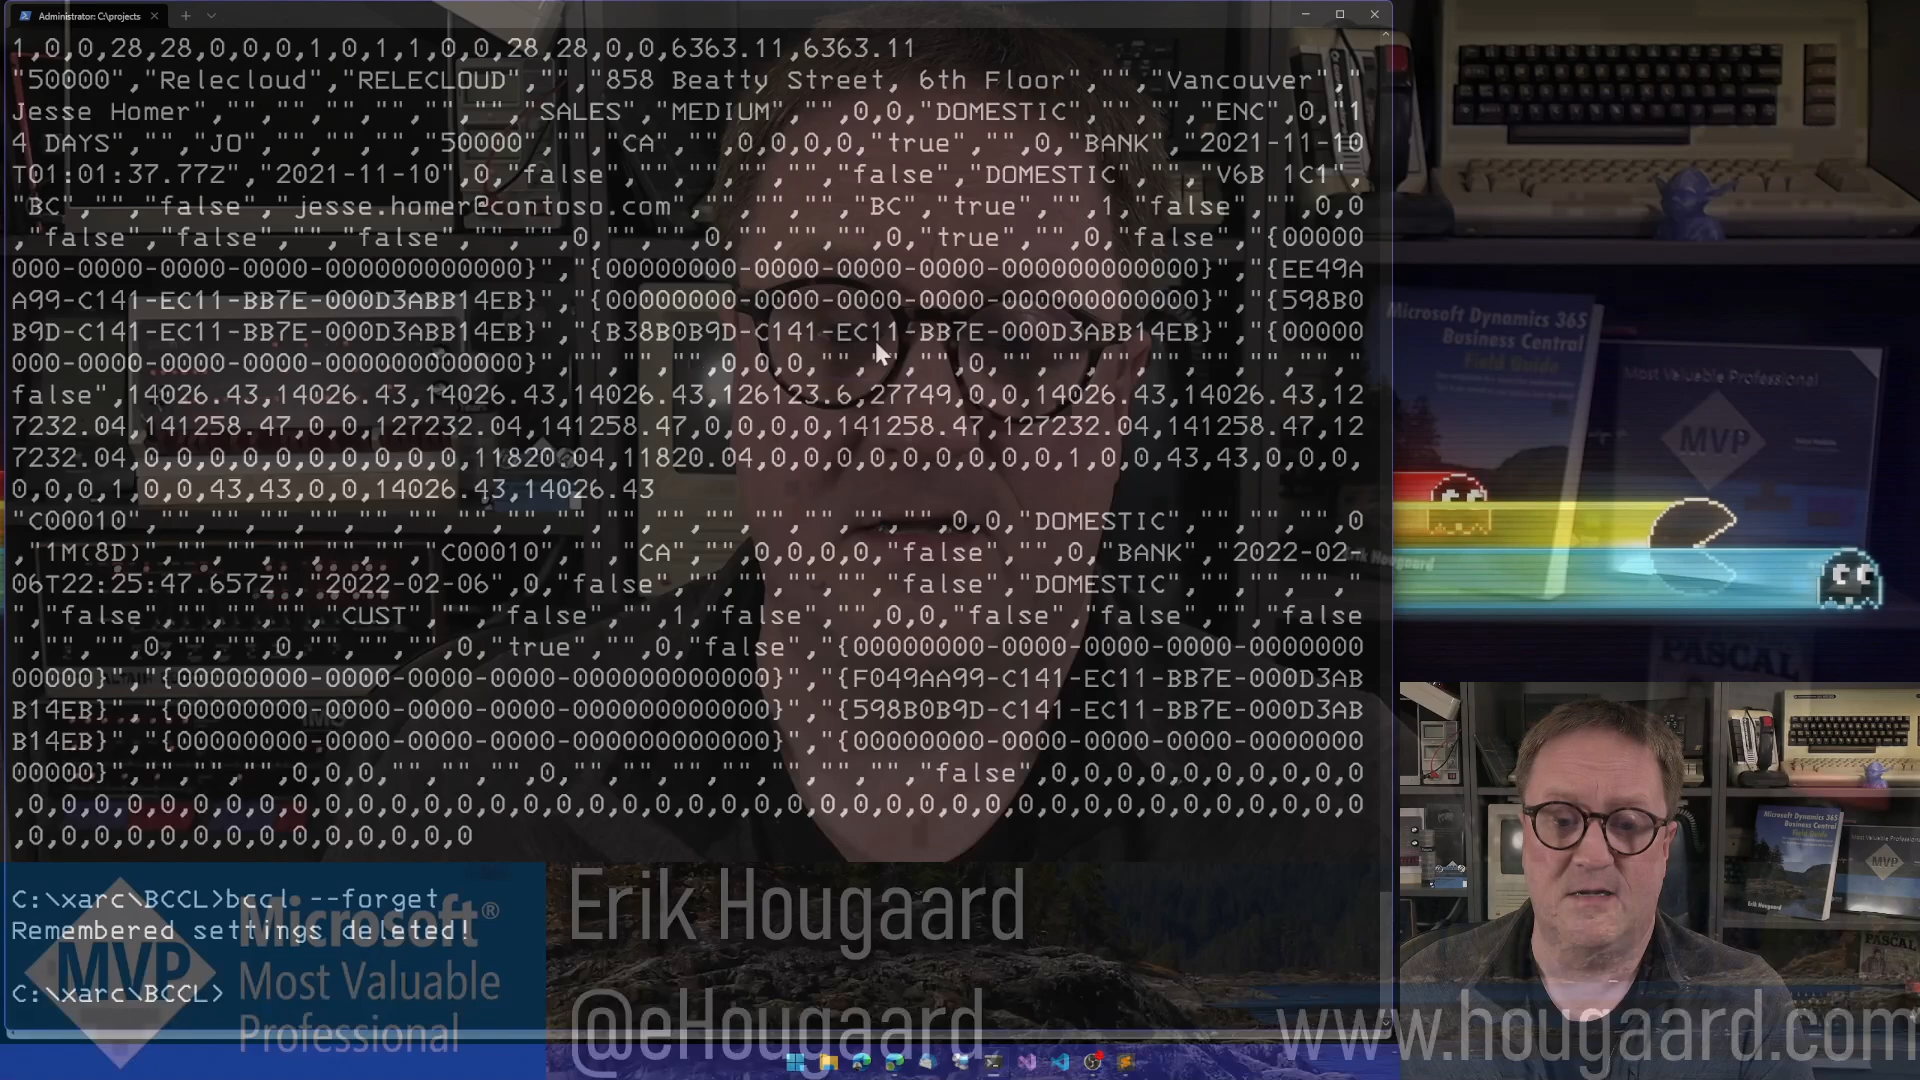 Administrator: C:\projects
1,0,0,28,28,0,0,0,1,0,1,1,0,0,28,28,0,0,6363.11,6363.11
"50000","Relecloud","RELECLOUD","","858 Beatty Street, 6th Floor","","Vancouver","
Jesse Homer","","","","","","SALES","MEDIUM","",0,0,"DOMESTIC","","","ENC",0,"1
4 DAYS","","JO","","","","50000","","CA","",0,0,0,0,"true","",0,"BANK","2021-11-10
T01:01:37.77Z","2021-11-10",0,"false","","","","","false","DOMESTIC","","V6B 1C1",
"BC","","false","jesse.homer@contoso.com","","","","BC","true","",1,"false","",0,0
,"false","false","","false","","",0,"","",0,"","","",0,"true","",0,"false","{00000
000-0000-0000-0000-000000000000}","{00000000-0000-0000-0000-000000000000}","{EE49A
A99-C141-EC11-BB7E-000D3ABB14EB}","{00000000-0000-0000-0000-000000000000}","{598B0
B9D-C141-EC11-BB7E-000D3ABB14EB}","{B38B0B9D-C141-EC11-BB7E-000D3ABB14EB}","{00000
000-0000-0000-0000-000000000000}","","","",0,0,0,"","","",0,"","","","","","","","
false",14026.43,14026.43,14026.43,14026.43,126123.6,27749,0,0,14026.43,14026.43,12
7232.04,141258.47,0,0,127232.04,141258.47,0,0,0,0,141258.47,127232.04,141258.47,12
7232.04,0,0,0,0,0,0,0,0,0,0,11820.04,11820.04,0,0,0,0,0,0,0,0,0,1,0,0,43,43,0,0,0,
0,0,0,1,0,0,43,43,0,0,14026.43,14026.43
"C00010","","","","","","","","","","","","","",0,0,"DOMESTIC","","","",0
,"1M(8D)","","","","","C00010","","CA","",0,0,0,0,"false","",0,"BANK","2022-02-
06T22:25:47.657Z","2022-02-06",0,"false","","","","","false","DOMESTIC","","","","
","false","","","","CUST","","false","",1,"false","",0,0,"false","false","","false
","","",0,"","",0,"","","",0,"true","",0,"false","{00000000-0000-0000-0000-0000000
00000}","{00000000-0000-0000-0000-000000000000}","{F049AA99-C141-EC11-BB7E-000D3AB
B14EB}","{00000000-0000-0000-0000-000000000000}","{598B0B9D-C141-EC11-BB7E-000D3AB
B14EB}","{00000000-0000-0000-0000-000000000000}","{00000000-0000-0000-0000-0000000
00000}","","","",0,0,0,"","","",0,"","","","","","","","false",0,0,0,0,0,0,0,0,0,0
,0,0,0,0,0,0,0,0,0,0,0,0,0,0,0,0,0,0,0,0,0,0,0,0,0,0,0,0,0,0,0,0,0,0,0,0,0,0,0,0,0
,0,0,0,0,0,0,0,0,0,0,0,0,0,0
C:\xarc\BCCL>bccl --forget
Remembered settings deleted!
C:\xarc\BCCL>
MVP
Microsoft®
Most Valuable
Professional
Erik Hougaard
@eHougaard
www.hougaard.com
Microsoft Dynamics 365
Business Central
Field Guide
Erik Hougaard
Most Valuable Professional
MVP
PASCAL
Microsoft Dynamics 365
Business Central
Field Guide
Erik Hougaard
MVP
PASCAL